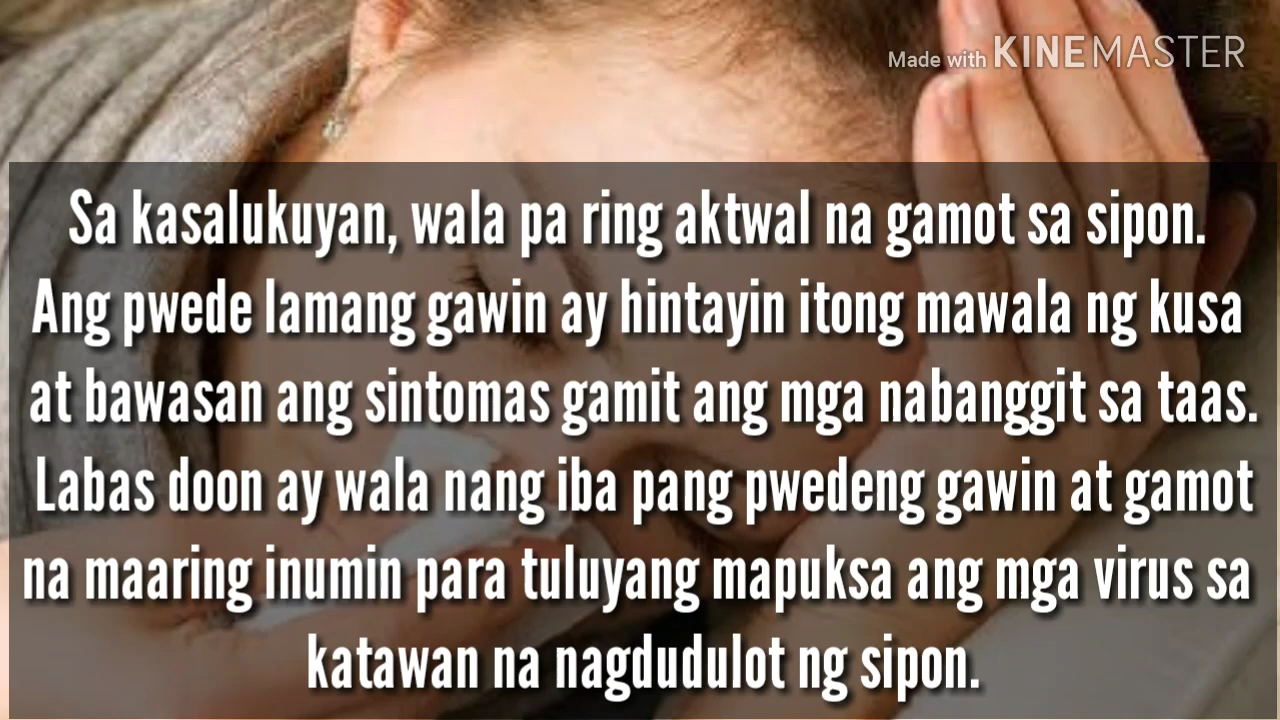 Made with KINEMASTER
Sa kasalukuyan, wala pa ring aktwal na gamot sa sipon.
Ang pwede lamang gawin ay hintayin itong mawala ng kusa
at bawasan ang sintomas gamit ang mga nabanggit sa taas.
Labas doon ay wala nang iba pang pwedeng gawin at gamot
na maaring inumin para tuluyang mapuksa ang mga virus sa
katawan na nagdudulot ng sipon.